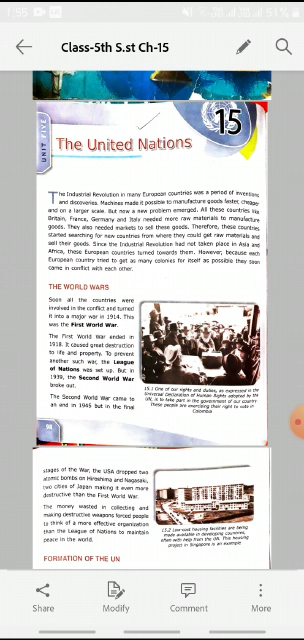 1:55
51%
Class-5th S.st Ch-15
UNIT FIVE
15
The United Nations
The Industrial Revolution in many European countries was a period of inventions
and discoveries. Machines made it possible to manufacture goods faster, cheaper
and on a larger scale. But now a new problem emerged. All these countries like
Britain, France, Germany and Italy needed more raw materials to manufacture
goods. They also needed markets to sell these goods. Therefore, these countries
started searching for new countries from where they could get raw materials and
sell their goods. Since the Industrial Revolution had not taken place in Asia and
Africa, these European countries turned towards them. However, because each
European country tried to get as many colonies for itself as possible they soon
came in conflict with each other.
THE WORLD WARS
Soon all the countries were
involved in the conflict and turned
it into a major war in 1914. This
was the First World War.
The First World War ended in
1918. It caused great destruction
to life and property. To prevent
another such war, the League
of Nations was set up. But in
1939, the Second World War
broke out.
The Second World War came to
an end in 1945 but in the final
15.1 One of our rights and duties, as expressed in the
Universal Declaration of Human Rights adopted by the
UN, is to take part in the government of our country.
These people are exercising their right to vote in
Colombia
stages of the War, the USA dropped two
atomic bombs on Hiroshima and Nagasaki,
two cities of Japan making it even more
destructive than the First World War.
The money wasted in collecting and
making destructive weapons forced people
to think of a more effective organisation
than the League of Nations to maintain
peace in the world.
15.2 Low-cost housing facilities are being
made available in developing countries,
often with help from the UN. This housing
project in Singapore is an example.
FORMATION OF THE UN
Share
Modify
Comment
More